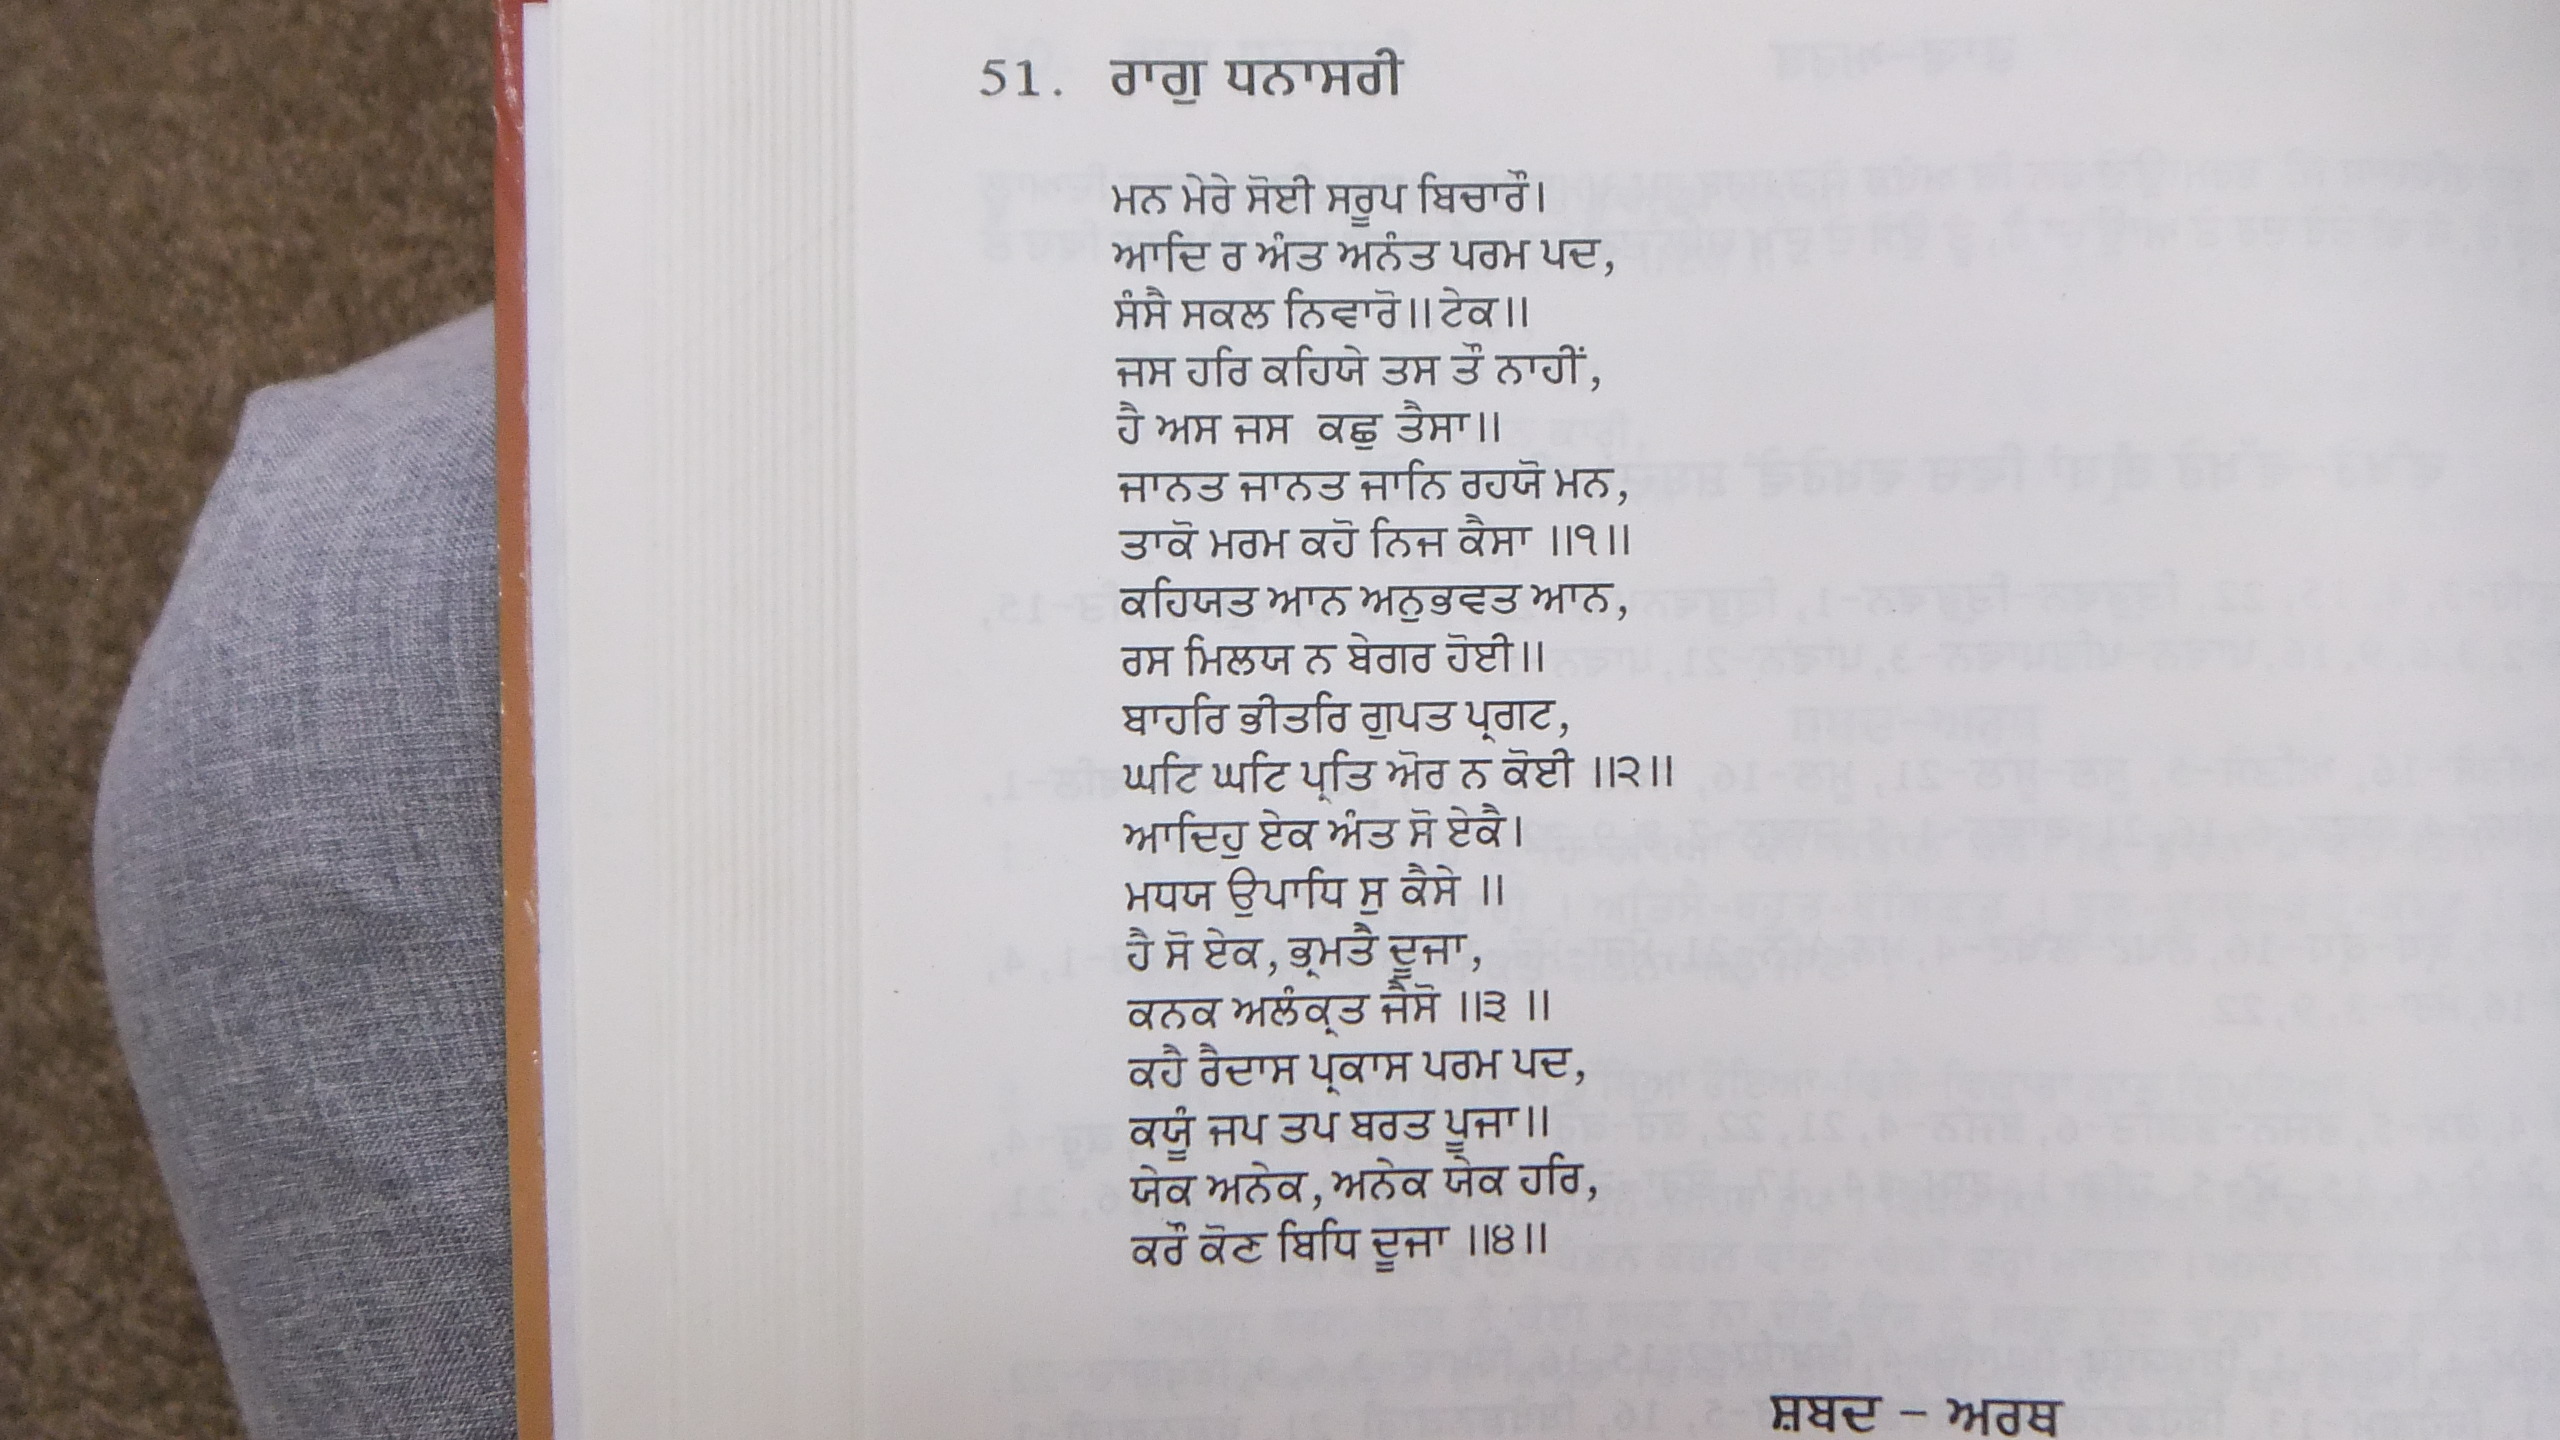 51. ਰਾਗੁ ਧਨਾਸਰੀ
ਮਨ ਮੇਰੇ ਸੋਈ ਸਰੂਪ ਬਿਚਾਰੌ।
ਆਦਿ ਰ ਅੰਤ ਅਨੰਤ ਪਰਮ ਪਦ,
ਸੰਸੈ ਸਕਲ ਨਿਵਾਰੋ॥ ਟੇਕ॥
ਜਸ ਹਰਿ ਕਹਿਯੇ ਤਸ ਤੌ ਨਾਹੀਂ,
ਹੈ ਅਸ ਜਸ ਕਛੁ ਤੈਸਾ॥
ਜਾਨਤ ਜਾਨਤ ਜਾਨਿ ਰਹਯੋ ਮਨ,
ਤਾਕੋ ਮਰਮ ਕਹੋ ਨਿਜ ਕੈਸਾ ॥੧॥
ਕਹਿਯਤ ਆਨ ਅਨੁਭਵਤ ਆਨ,
ਰਸ ਮਿਲਯ ਨ ਬੇਗਰ ਹੋਈ॥
ਬਾਹਰਿ ਭੀਤਰਿ ਗੁਪਤ ਪ੍ਰਗਟ,
ਘਟਿ ਘਟਿ ਪ੍ਰਤਿ ਔਰ ਨ ਕੋਈ ॥੨॥
ਆਦਿਹੁ ਏਕ ਅੰਤ ਸੋ ਏਕੈ।
ਮਧਯ ਉਪਾਧਿ ਸੁ ਕੈਸੇ ॥
ਹੈ ਸੋ ਏਕ, ਭ੍ਰਮਤੈ ਦੂਜਾ,
ਕਨਕ ਅਲੰਕ੍ਰਤ ਜੈਸੋ ॥੩ ॥
ਕਹੈ ਰੈਦਾਸ ਪ੍ਰਕਾਸ ਪਰਮ ਪਦ,
ਕਯੂੰ ਜਪ ਤਪ ਬਰਤ ਪੂਜਾ॥
ਯੇਕ ਅਨੇਕ, ਅਨੇਕ ਯੇਕ ਹਰਿ,
ਕਰੌ ਕੋਣ ਬਿਧਿ ਦੂਜਾ ॥੪॥
ਸ਼ਬਦ - ਅਰਥ